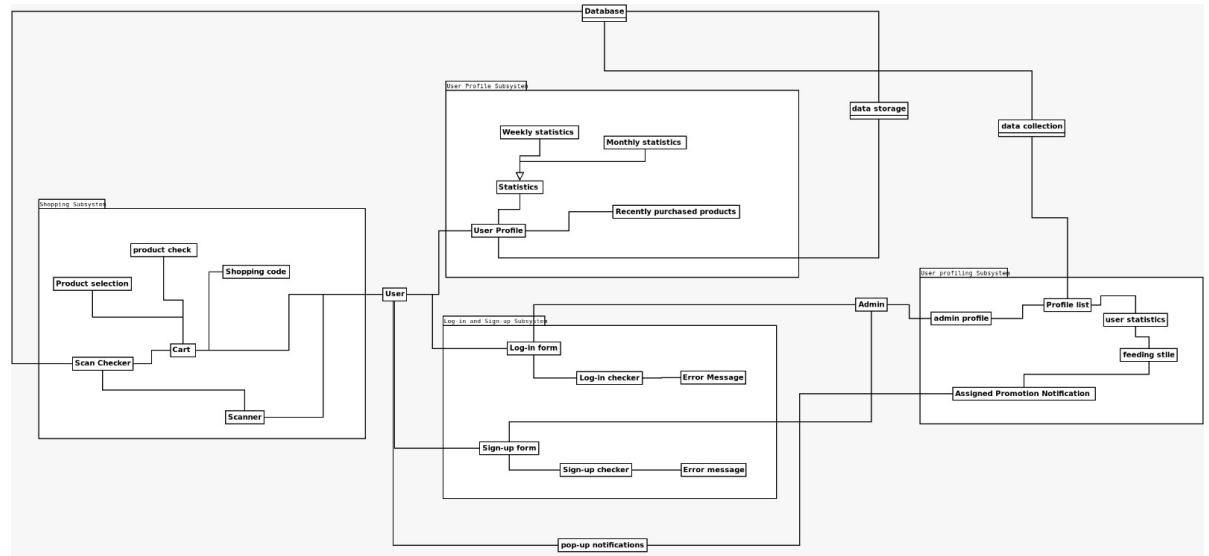 Database
User Profile Subsystem
data storage
data collection
Weekly statistics
Monthly statistics
Statistics
Recently purchased products
User Profile
Shopping Subsystem
product check
Shopping code
Product selection
Cart
Scan Checker
Scanner
User
Log-in and Sign-up Subsystem
Log-in form
Log-in checker
Error Message
Sign-up form
Sign-up checker
Error message
Admin
User profiling Subsystem
admin profile
Profile list
user statistics
feeding stile
Assigned Promotion Notification
pop-up notifications